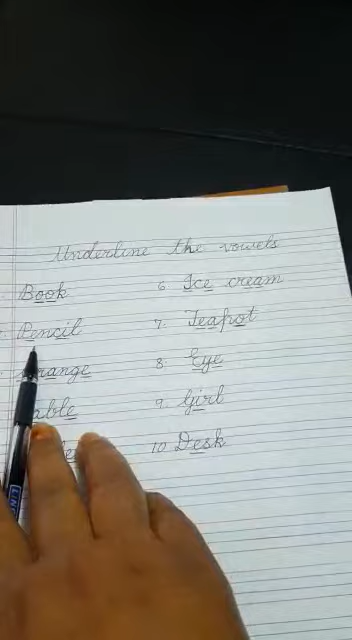 Underline the vowels
Book 6 Ice cream
Pencil 7. Teapot
8. Eye
9. Girl
10 Desk